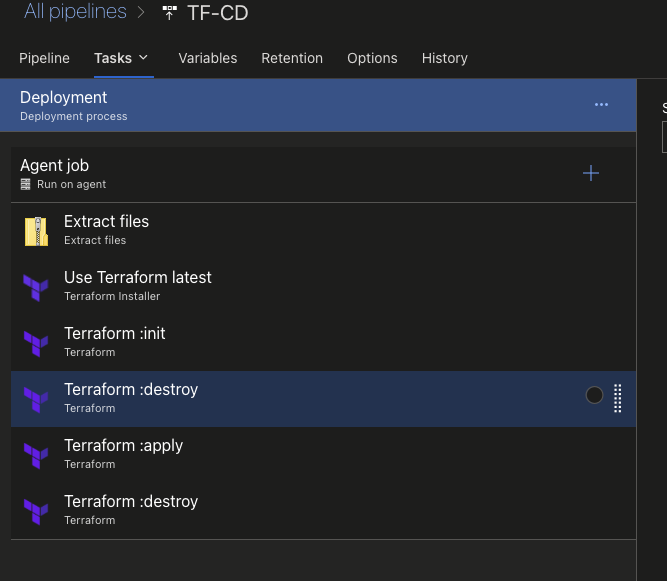 All pipelines > TF-CD
Pipeline Tasks Variables Retention Options History
Deployment
Deployment process
...
Agent job
Run on agent
Extract files
Extract files
Use Terraform latest
Terraform Installer
Terraform :init
Terraform
Terraform :destroy
Terraform
Terraform :apply
Terraform
Terraform :destroy
Terraform